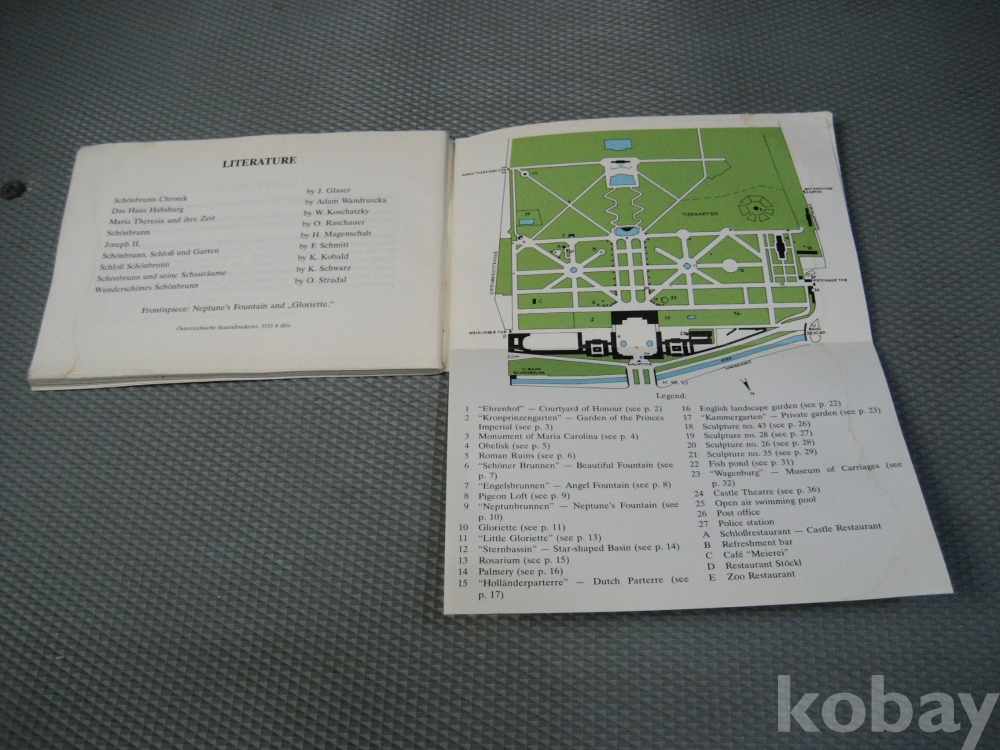 LITERATURE
Schönbrunn Chronik by J. Glaser
Das Haus Habsburg by Adam Wandruszka
Maria Theresis und ihre Zeit by W. Koschatzky
Schönbrunn by O. Raschauer
Joseph II. by H. Magenschab
Schönbrunn, Schloß und Garten by F. Schmitt
Schloß Schönbrunn by K. Kobald
Schönbrunn und seine Schauräume by K. Schwarz
Wunderschönes Schönbrunn by O. Stradal
Frontispiece: Neptune's Fountain and „Gloriette."
Österreichische Staatsdruckerei
TIERGARTEN
MEIDLINGER TOR
WIEN
N
Legend:
1 "Ehrenhof" — Courtyard of Honour (see p. 2)
2 "Kronprinzengarten" — Garden of the Princes
Imperial (see p. 3)
3 Monument of Maria Carolina (see p. 4)
4 Obelisk (see p. 5)
5 Roman Ruins (see p. 6)
6 "Schöner Brunnen" — Beautiful Fountain (see
p. 7)
7 "Engelsbrunnen" — Angel Fountain (see p. 8)
8 Pigeon Loft (see p. 9)
9 "Neptunbrunnen" — Neptune's Fountain (see
p. 10)
10 Gloriette (see p. 11)
11 "Little Gloriette" (see p. 13)
12 "Sternbassin" — Star-shaped Basin (see p. 14)
13 Rosarium (see p. 15)
14 Palmery (see p. 16)
15 "Holländerparterre" — Dutch Parterre (see
p. 17)
16 English landscape garden (see p. 22)
17 "Kammergarten" — Private garden (see p. 23)
18 Sculpture no. 43 (see p. 26)
19 Sculpture no. 28 (see p. 27)
20 Sculpture no. 26 (see p. 28)
21 Sculpture no. 35 (see p. 29)
22 Fish pond (see p. 31)
23 "Wagenburg" — Museum of Carriages (see
p. 32)
24 Castle Theatre (see p. 36)
25 Open air swimming pool
26 Post office
27 Police station
A Schloßrestaurant — Castle Restaurant
B Refreshment bar
C Café "Meierei"
D Restaurant Stöckl
E Zoo Restaurant
kobay